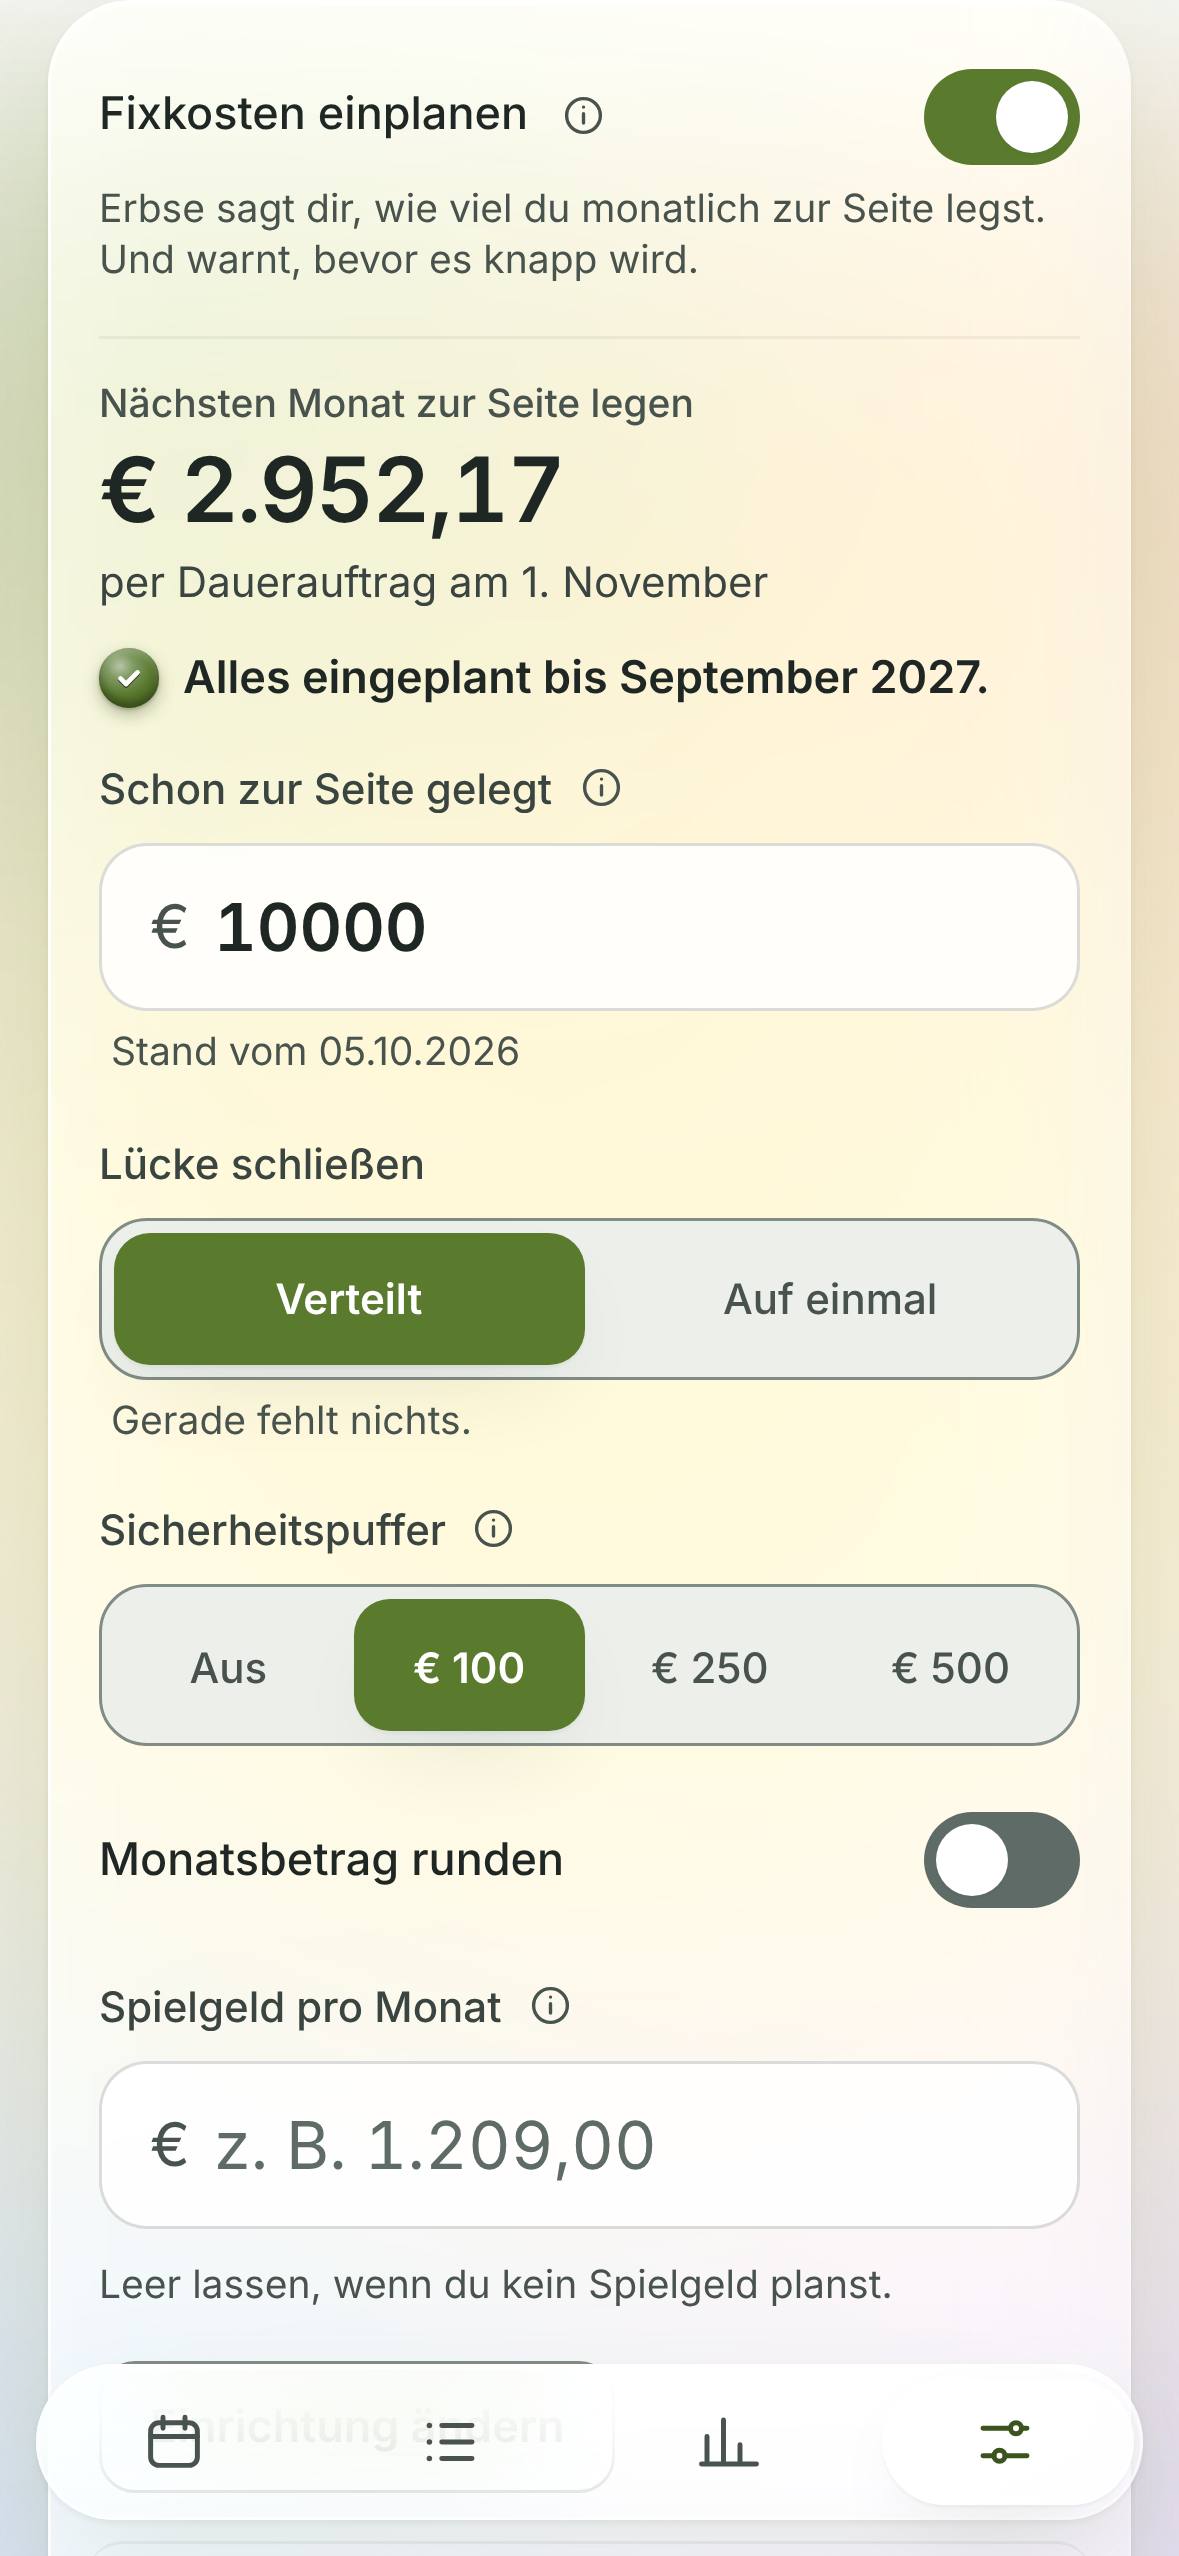 Fixkosten einplanen
Erbse sagt dir, wie viel du monatlich zur Seite legst.
Und warnt, bevor es knapp wird.
Nächsten Monat zur Seite legen
€ 2.952,17
per Dauerauftrag am 1. November
Alles eingeplant bis September 2027.
Schon zur Seite gelegt
€ 10000
Stand vom 05.10.2026
Lücke schließen
Verteilt Auf einmal
Gerade fehlt nichts.
Sicherheitspuffer
Aus € 100 € 250 € 500
Monatsbetrag runden
Spielgeld pro Monat
€ z. B. 1.209,00
Leer lassen, wenn du kein Spielgeld planst.
ändern